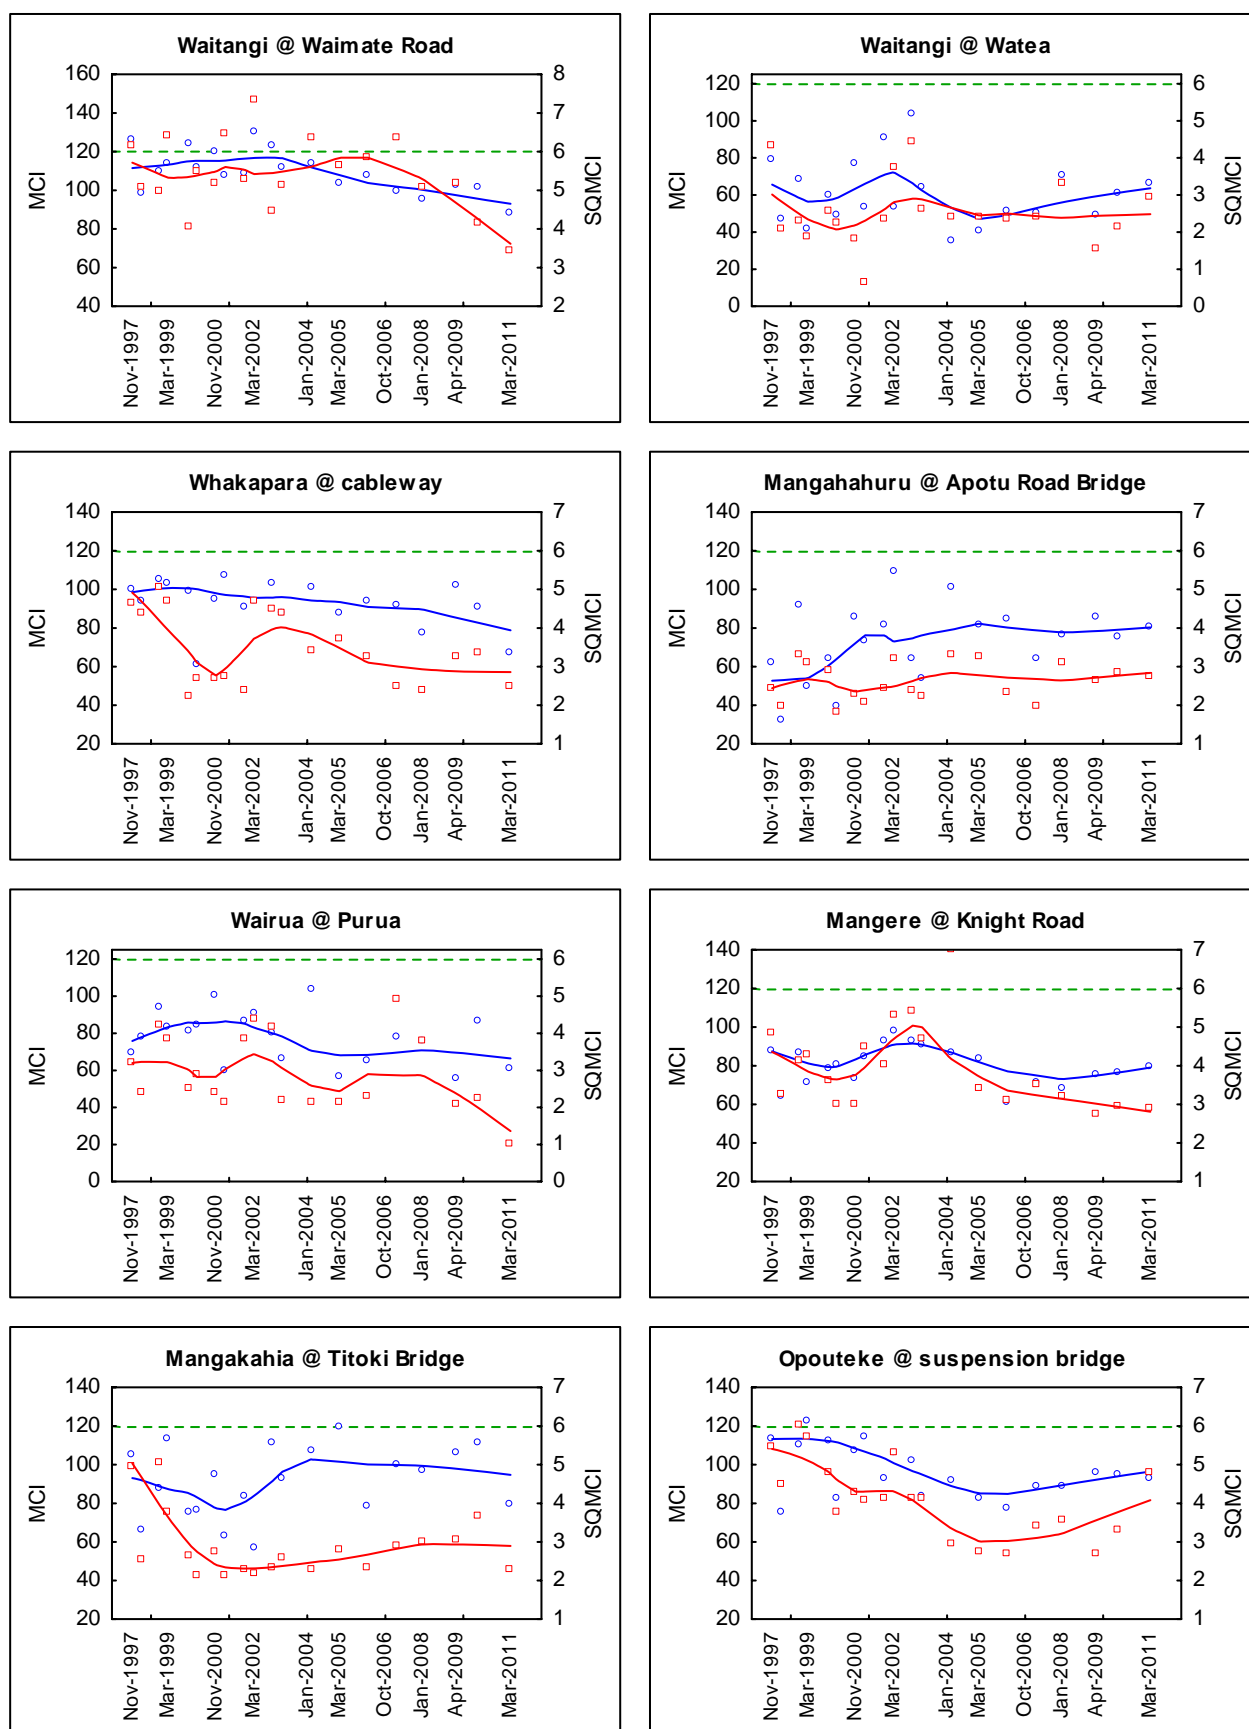 Waitangi @ Waimate Road
160
140
120
100
80
60
40
8
7
6
5
4
3
2
MCI
SQMCI
Nov-1997
Mar-1999
Nov-2000
Mar-2002
Jan-2004
Mar-2005
Oct-2006
Jan-2008
Apr-2009
Mar-2011
Waitangi @ Watea
120
100
80
60
40
20
0
6
5
4
3
2
1
0
MCI
SQMCI
Nov-1997
Mar-1999
Nov-2000
Mar-2002
Jan-2004
Mar-2005
Oct-2006
Jan-2008
Apr-2009
Mar-2011
Whakapara @ cableway
140
120
100
80
60
40
20
7
6
5
4
3
2
1
MCI
SQMCI
Nov-1997
Mar-1999
Nov-2000
Mar-2002
Jan-2004
Mar-2005
Oct-2006
Jan-2008
Apr-2009
Mar-2011
Mangahahuru @ Apotu Road Bridge
140
120
100
80
60
40
20
7
6
5
4
3
2
1
MCI
SQMCI
Nov-1997
Mar-1999
Nov-2000
Mar-2002
Jan-2004
Mar-2005
Oct-2006
Jan-2008
Apr-2009
Mar-2011
Wairua @ Purua
120
100
80
60
40
20
0
6
5
4
3
2
1
0
MCI
SQMCI
Nov-1997
Mar-1999
Nov-2000
Mar-2002
Jan-2004
Mar-2005
Oct-2006
Jan-2008
Apr-2009
Mar-2011
Mangere @ Knight Road
140
120
100
80
60
40
20
7
6
5
4
3
2
1
MCI
SQMCI
Nov-1997
Mar-1999
Nov-2000
Mar-2002
Jan-2004
Mar-2005
Oct-2006
Jan-2008
Apr-2009
Mar-2011
Mangakahia @ Titoki Bridge
140
120
100
80
60
40
20
7
6
5
4
3
2
1
MCI
SQMCI
Nov-1997
Mar-1999
Nov-2000
Mar-2002
Jan-2004
Mar-2005
Oct-2006
Jan-2008
Apr-2009
Mar-2011
Opouteke @ suspension bridge
140
120
100
80
60
40
20
7
6
5
4
3
2
1
MCI
SQMCI
Nov-1997
Mar-1999
Nov-2000
Mar-2002
Jan-2004
Mar-2005
Oct-2006
Jan-2008
Apr-2009
Mar-2011